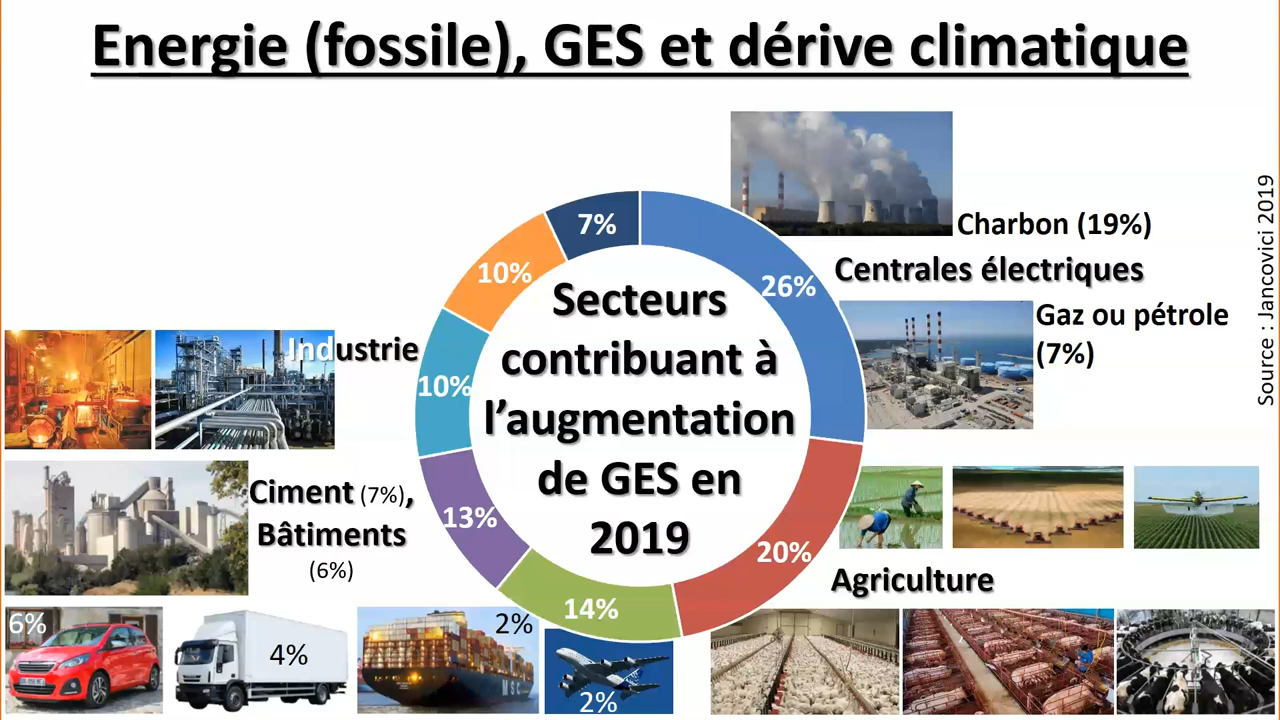 Energie (fossile), GES et dérive climatique
Charbon (19%)
Centrales électriques
Gaz ou pétrole
(7%)
Source : Jancovici 2019
7%
26%
10%
10%
13%
14%
20%
Secteurs
contribuant à
l’augmentation
de GES en
2019
Industrie
Ciment (7%),
Bâtiments
(6%)
Agriculture
6%
4%
2%
MSC
2%